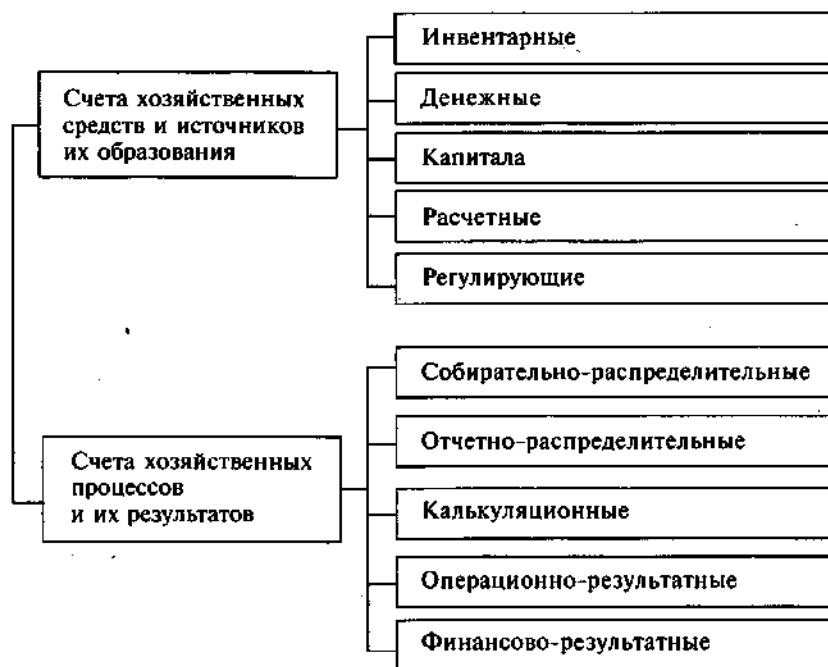 Счета хозяйственных
средств и источников
их образования
Инвентарные
Денежные
Капитала
Расчетные
Регулирующие
Счета хозяйственных
процессов
и их результатов
Собирательно-распределительные
Отчетно-распределительные
Калькуляционные
Операционно-результатные
Финансово-результатные